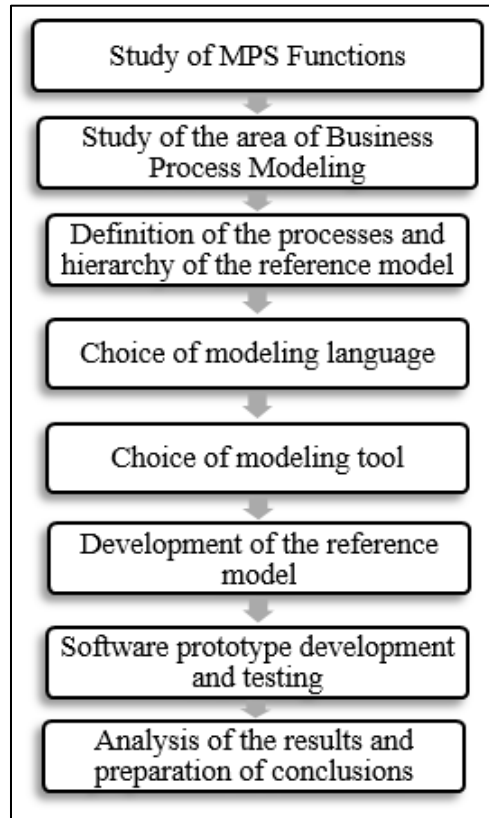 Study of MPS Functions
Study of the area of Business
Process Modeling
Definition of the processes and
hierarchy of the reference model
Choice of modeling language
Choice of modeling tool
Development of the reference
model
Software prototype development
and testing
Analysis of the results and
preparation of conclusions